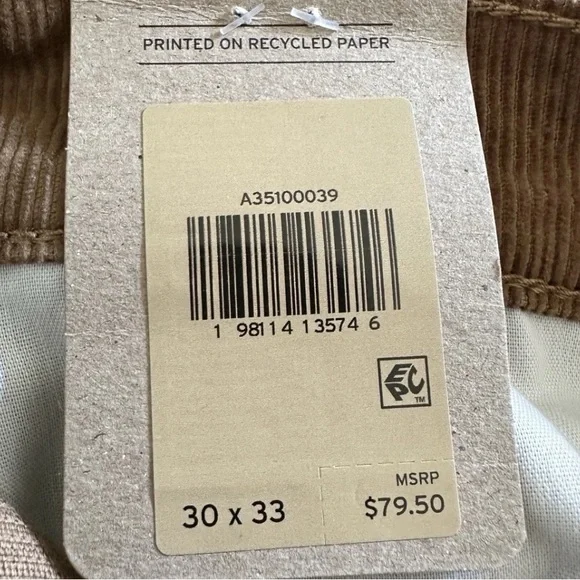 PRINTED ON RECYCLED PAPER
A35100039
1 98114 13574 6
EPC
TM
MSRP
30 x 33
$79.50